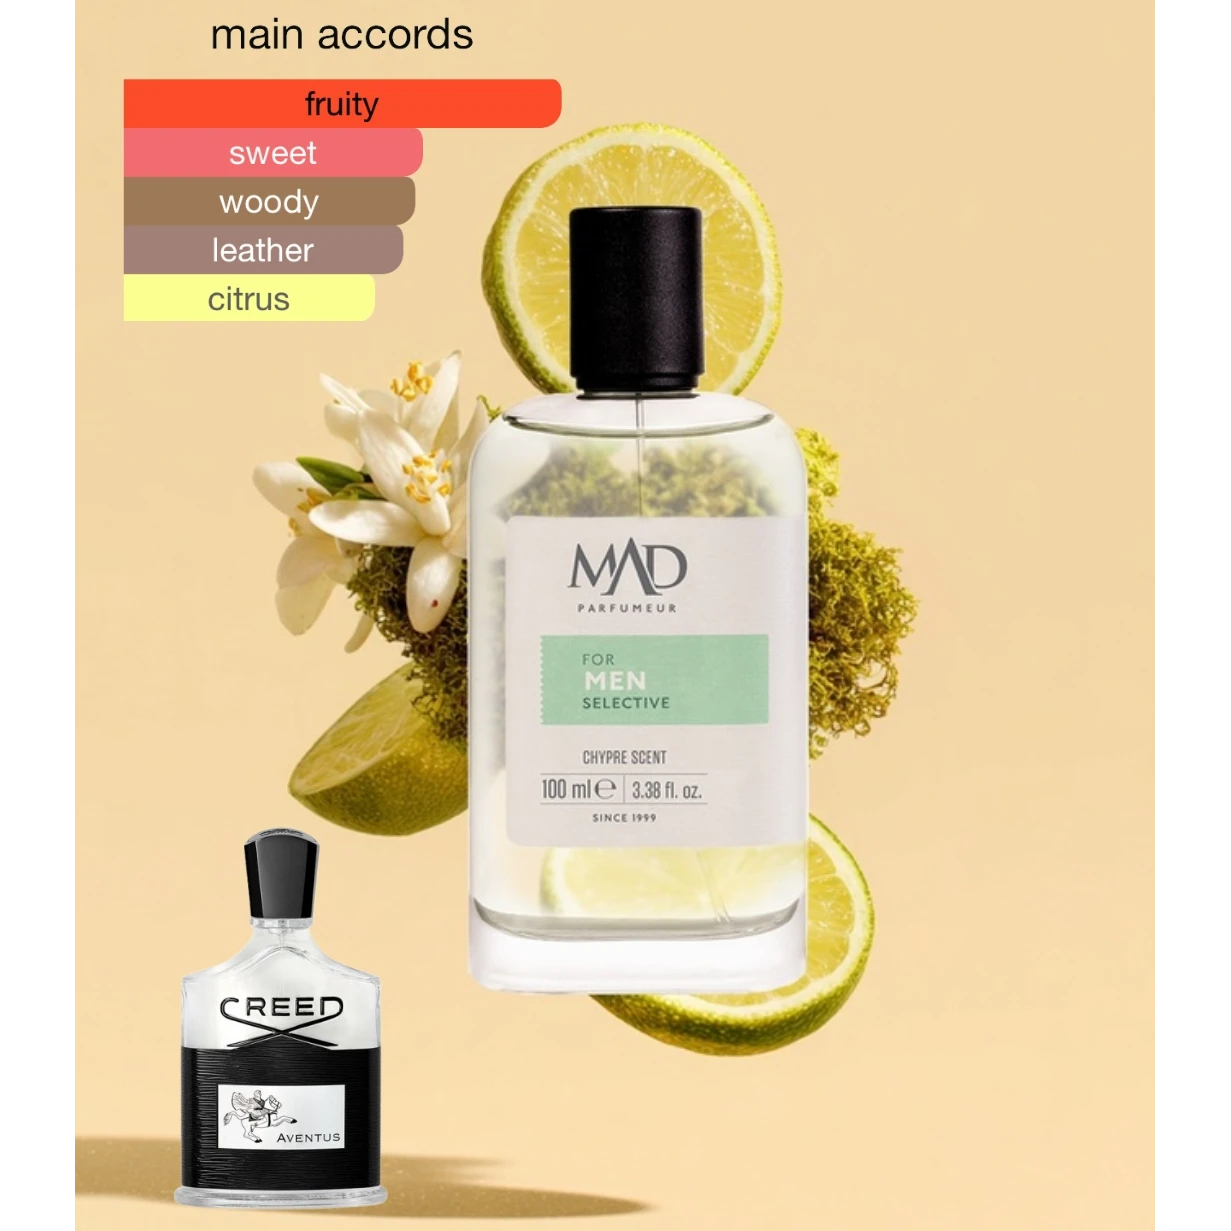 main accords
fruity
sweet
woody
leather
citrus
MAD
PARFUMEUR
FOR
MEN
SELECTIVE
CHYPRE SCENT
100 ml e 3.38 fl. oz.
SINCE 1999
CREED
AVENTUS